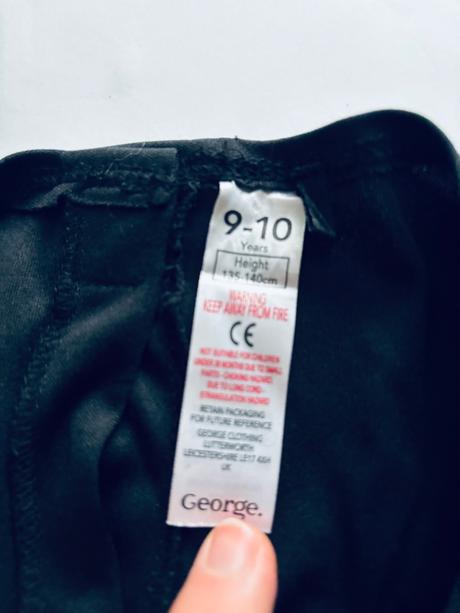 9-10
Years
Height
135-140cm
WARNING
KEEP AWAY FROM FIRE
CE
NOT SUITABLE FOR CHILDREN
UNDER 36 MONTHS DUE TO SMALL
PARTS - CHOKING HAZARD
DUE TO LONG CORD -
STRANGULATION HAZARD
RETAIN PACKAGING
FOR FUTURE REFERENCE
GEORGE CLOTHING
LUTTERWORTH
LEICESTERSHIRE LE17 4XH
UK
George.